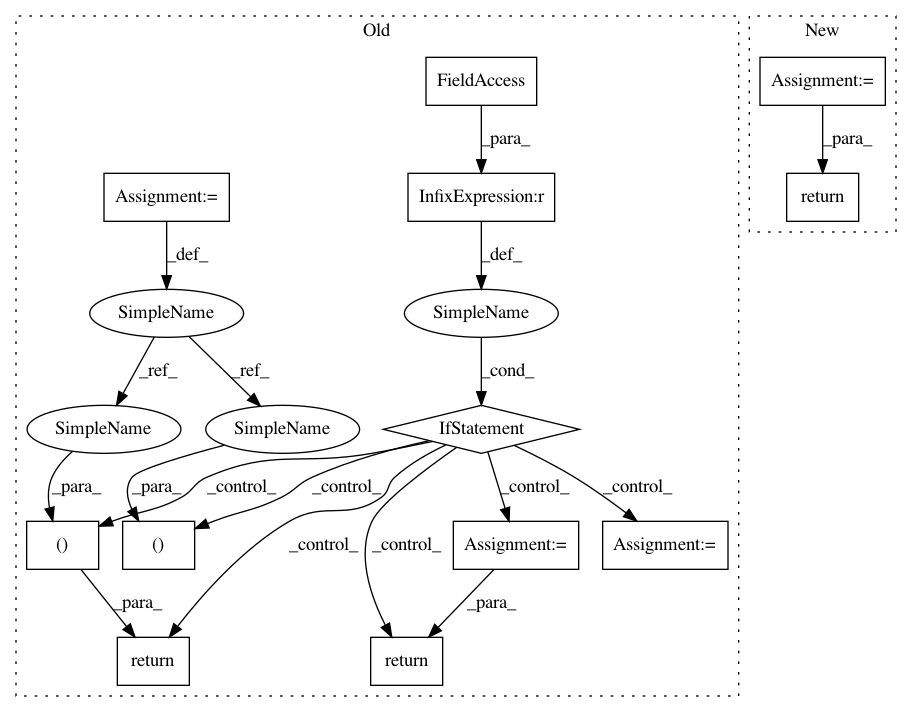 Old
New
FieldAccess
Assignment:=
_para_
_para_
Assignment:=
InfixExpression:r
return
_def_
_def_
SimpleName
SimpleName
_ref_
_ref_
_cond_
SimpleName
SimpleName
IfStatement
_para_
_para_
_control_
_control_
_control_
_control_
()
()
_control_
_control_
Assignment:=
Assignment:=
_para_
_para_
return
return